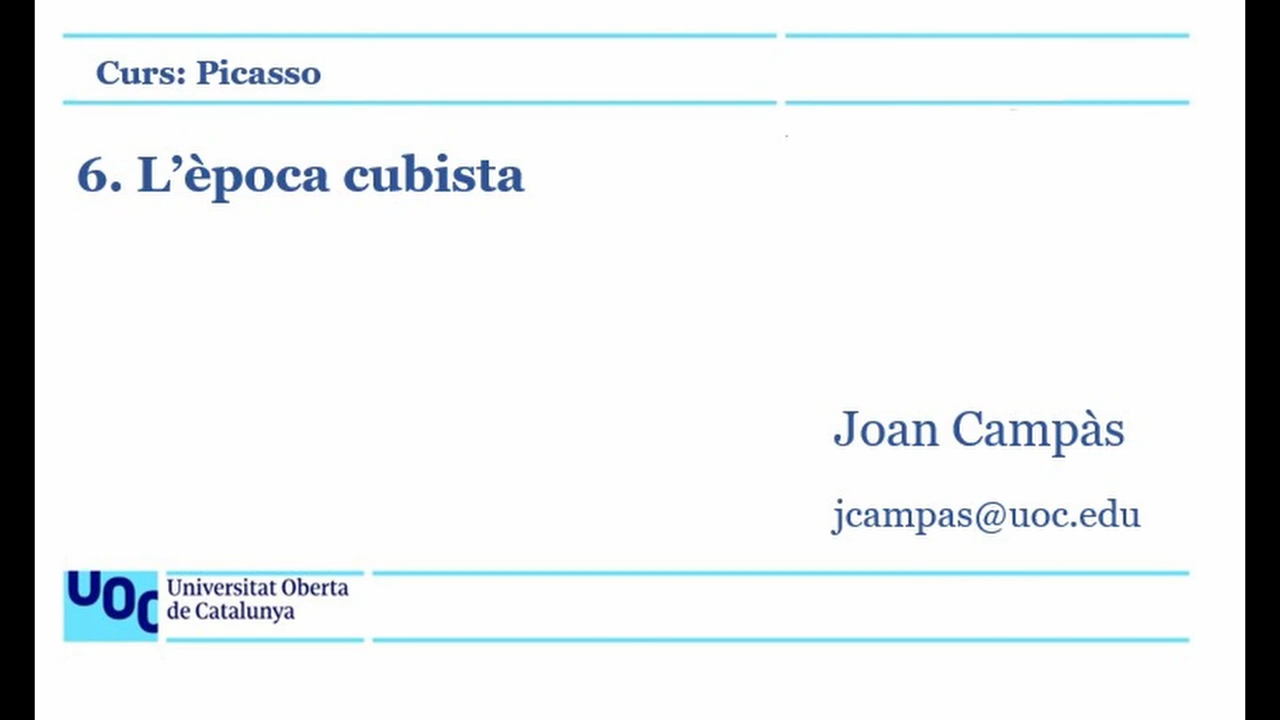 Curs: Picasso
6. L’època cubista
Joan Campàs
jcampas@uoc.edu
UOC
Universitat Oberta
de Catalunya